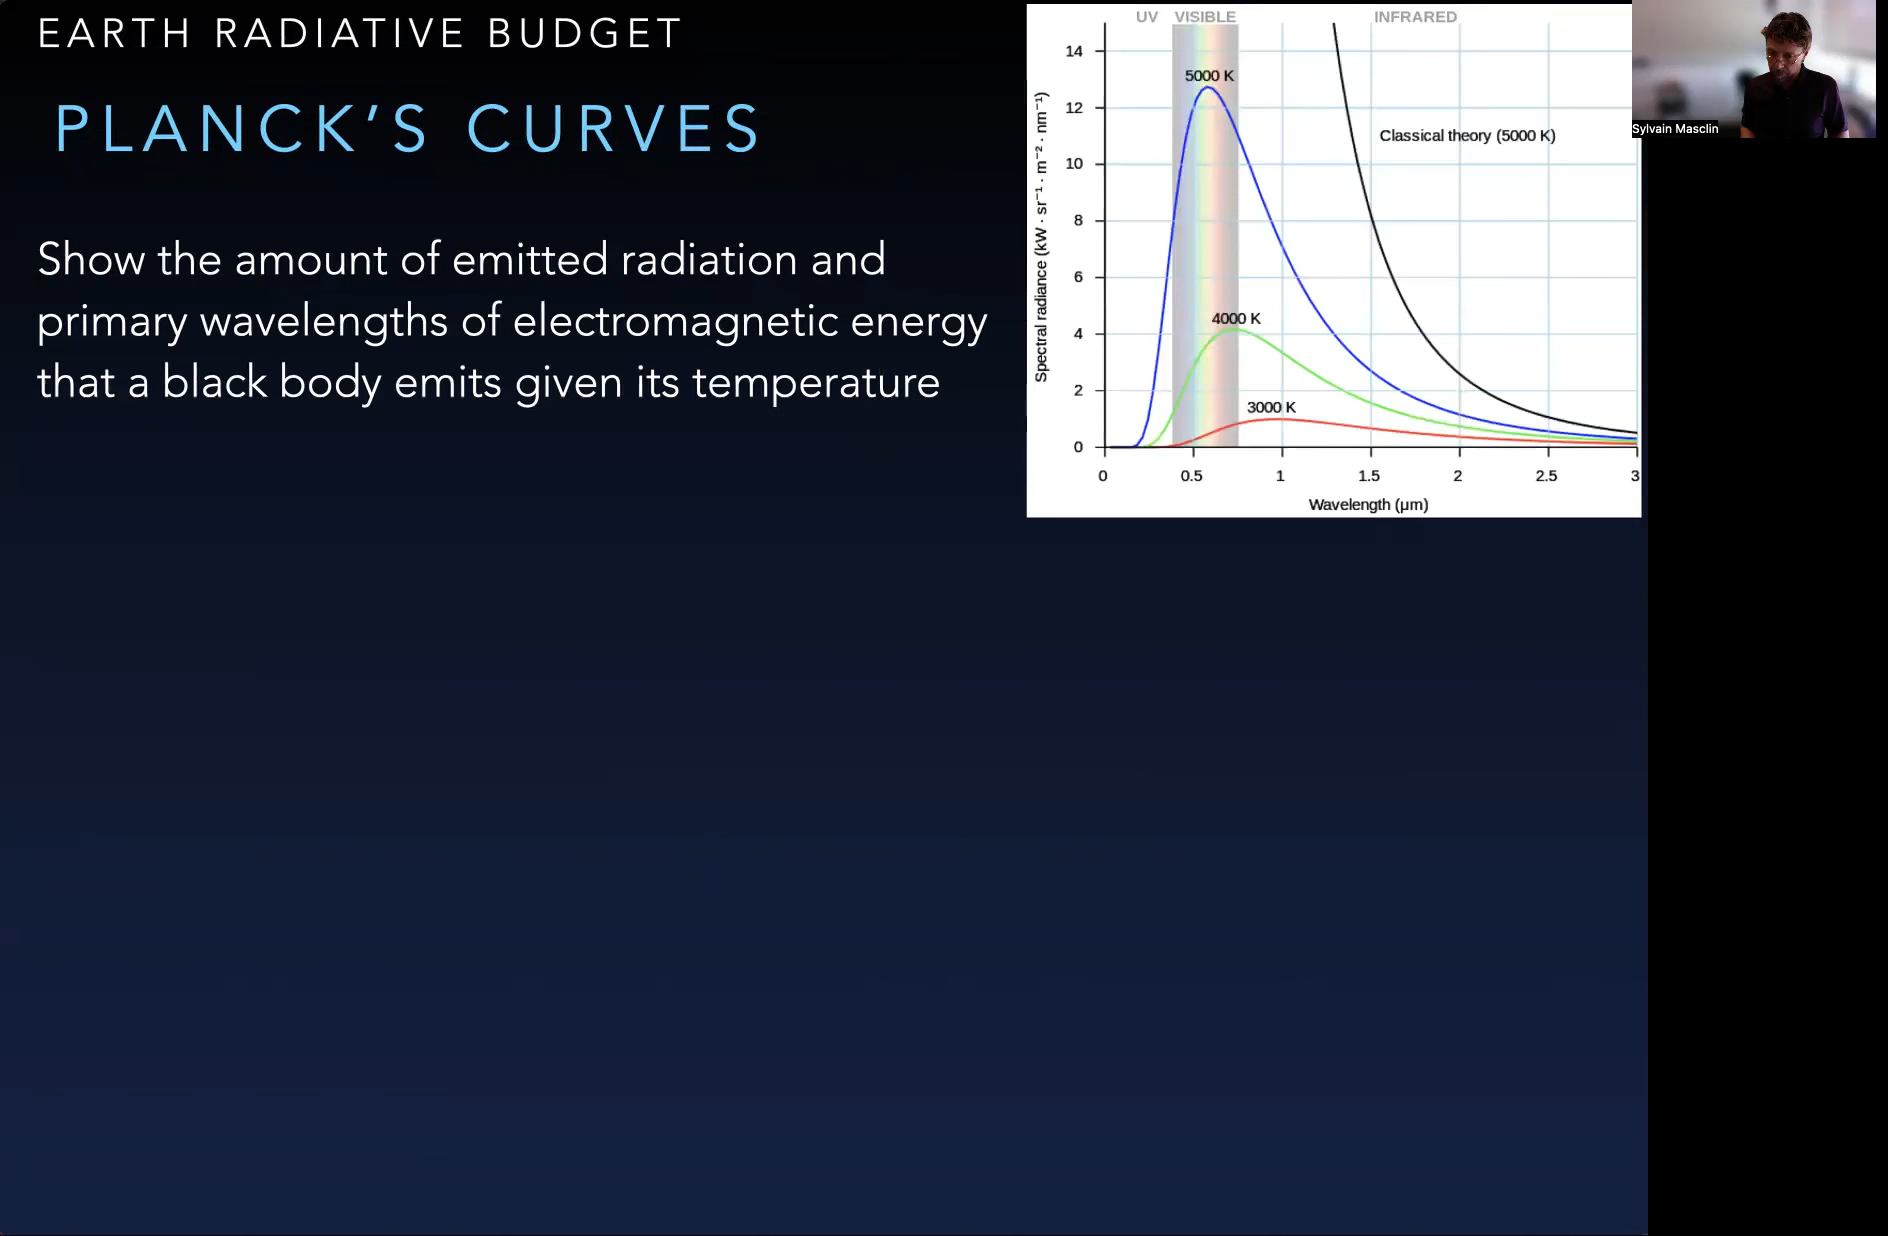 EARTH RADIATIVE BUDGET
PLANCK’S CURVES
Show the amount of emitted radiation and
primary wavelengths of electromagnetic energy
that a black body emits given its temperature
UV VISIBLE INFRARED
14
12
10
8
6
4
2
0
Spectral radiance (kW · sr⁻¹ · m⁻² · nm⁻¹)
5000 K
4000 K
3000 K
Classical theory (5000 K)
0 0.5 1 1.5 2 2.5 3
Wavelength (μm)
Sylvain Masclin